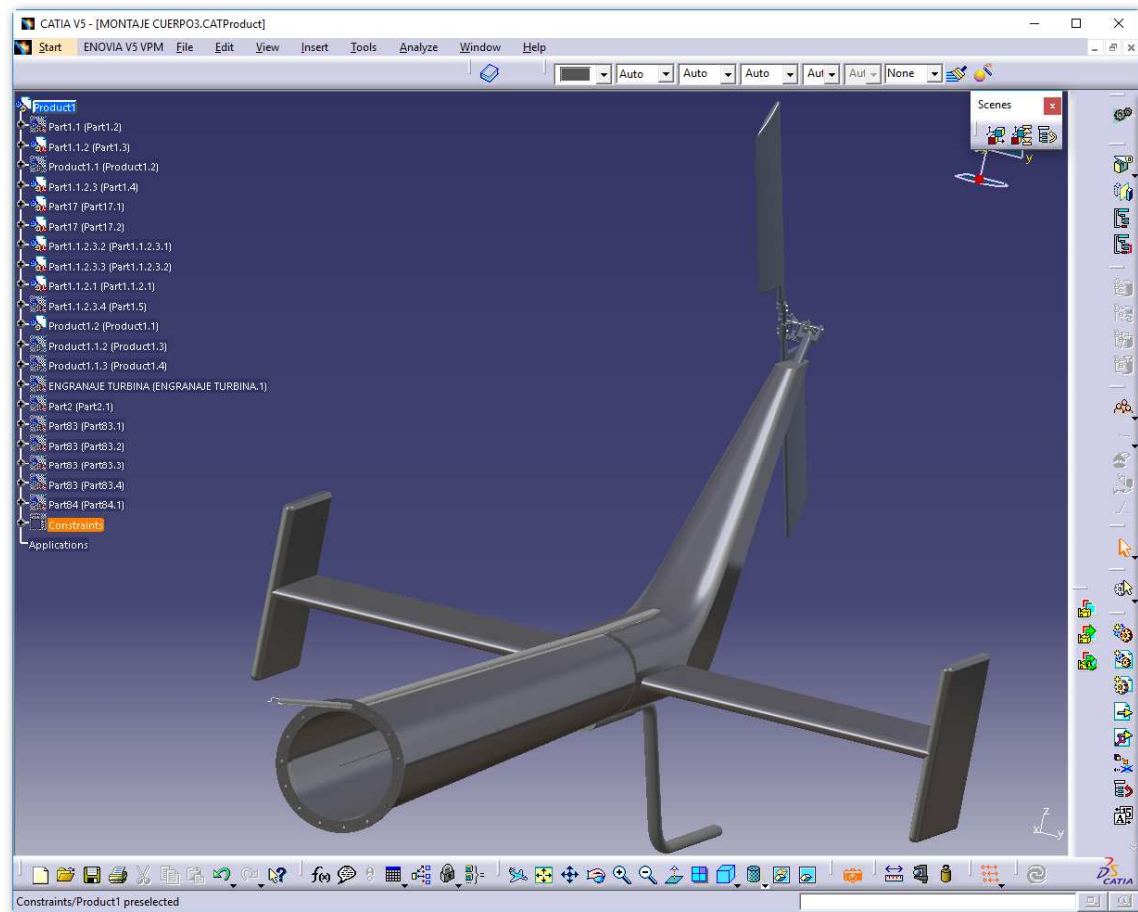 CATIA V5 - [MONTAJE CUERPO3.CATProduct]
Start ENOVIA V5 VPM File Edit View Insert Tools Analyze Window Help
Auto Auto Auto Aut Aut None
Scenes
Product1
Part1.1 (Part1.2)
Part1.1.2 (Part1.3)
Product1.1 (Product1.2)
y
Part1.1.2.3 (Part1.4)
Part17 (Part17.1)
Part17 (Part17.2)
Part1.1.2.3.2 (Part1.1.2.3.1)
Part1.1.2.3.3 (Part1.1.2.3.2)
Part1.1.2.1 (Part1.1.2.1)
Part1.1.2.3.4 (Part1.5)
Product1.2 (Product1.1)
Product1.1.2 (Product1.3)
Product1.1.3 (Product1.4)
ENGRANAJE TURBINA (ENGRANAJE TURBINA.1)
Part2 (Part2.1)
Part83 (Part83.1)
Part83 (Part83.2)
Part83 (Part83.3)
Part83 (Part83.4)
Part84 (Part84.1)
Constraints
Applications
z
x y
f(x)
CATIA
Constraints/Product1 preselected